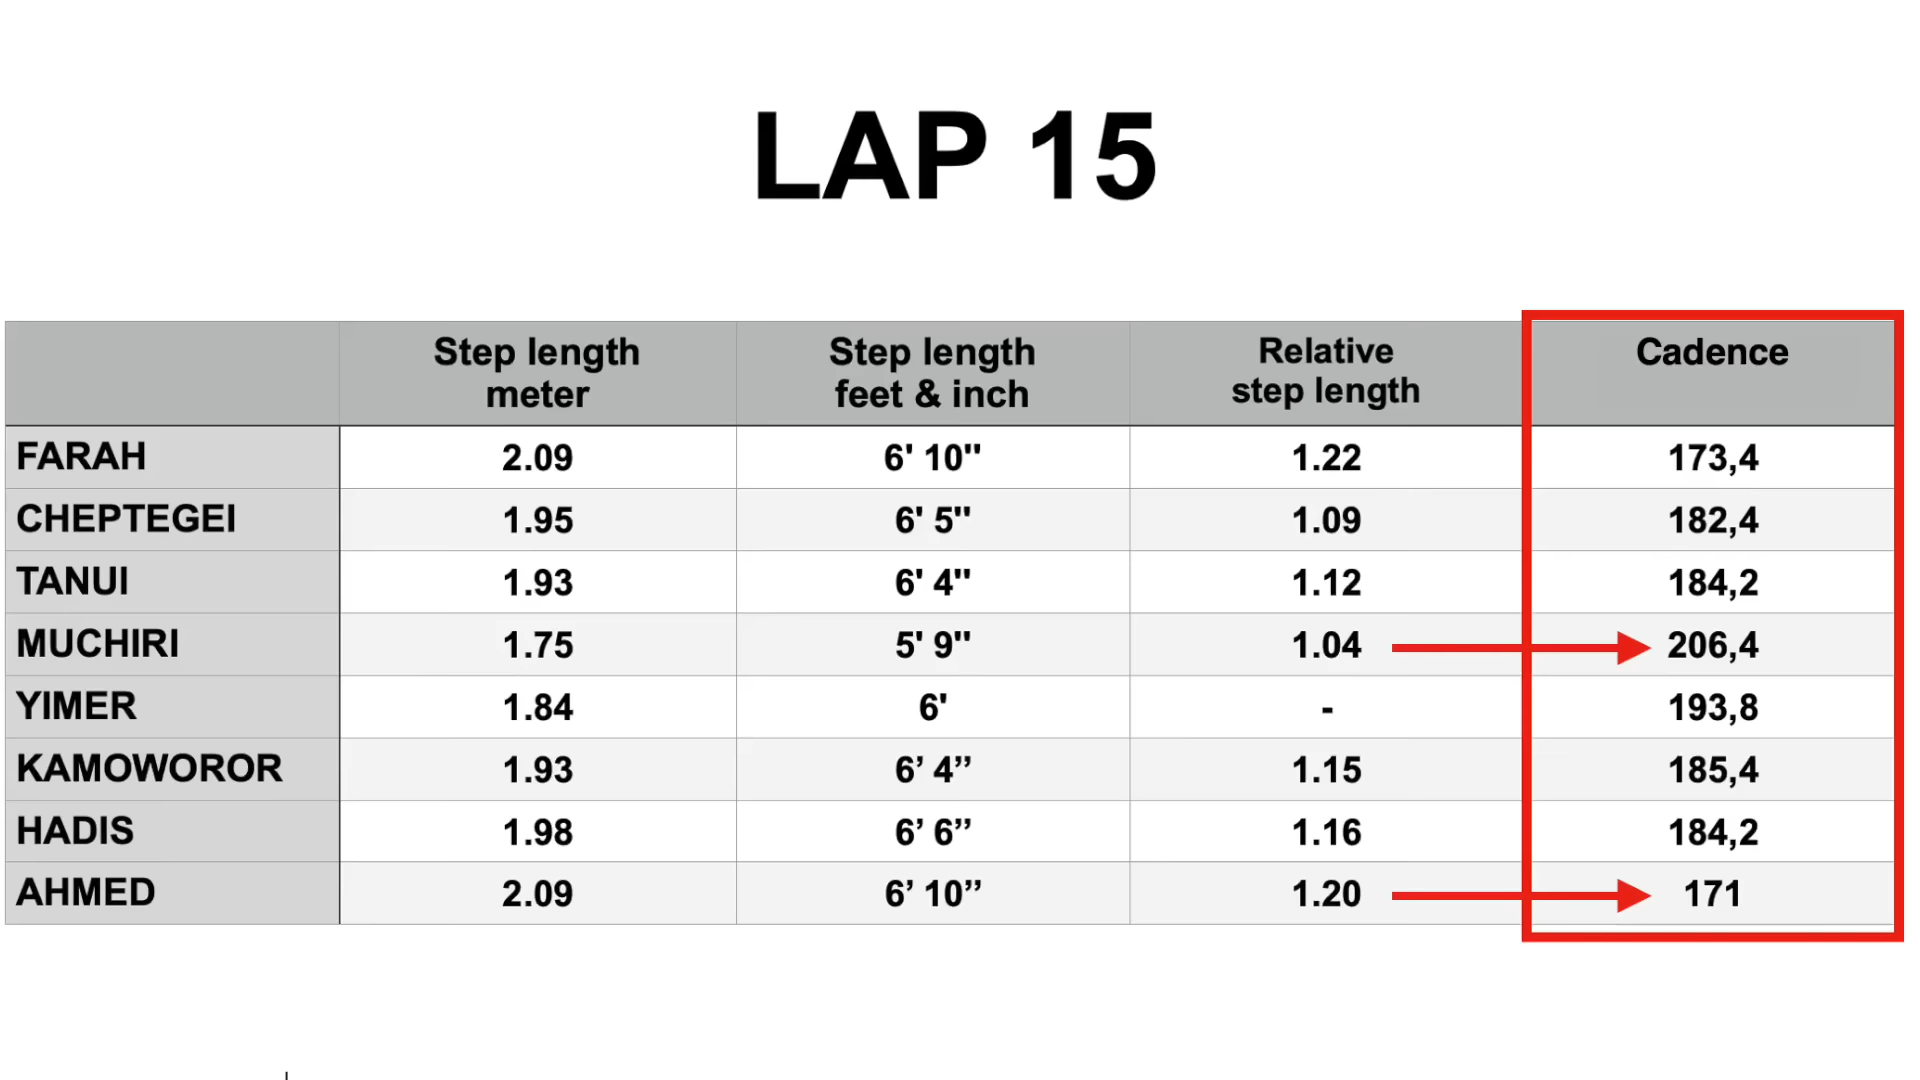 LAP 15
Step length meter Step length feet & inch Relative step length Cadence
FARAH 2.09 6' 10" 1.22 173,4
CHEPTEGEI 1.95 6' 5" 1.09 182,4
TANUI 1.93 6' 4" 1.12 184,2
MUCHIRI 1.75 5' 9" 1.04 206,4
YIMER 1.84 6' - 193,8
KAMOWOROR 1.93 6’ 4” 1.15 185,4
HADIS 1.98 6’ 6” 1.16 184,2
AHMED 2.09 6’ 10” 1.20 171